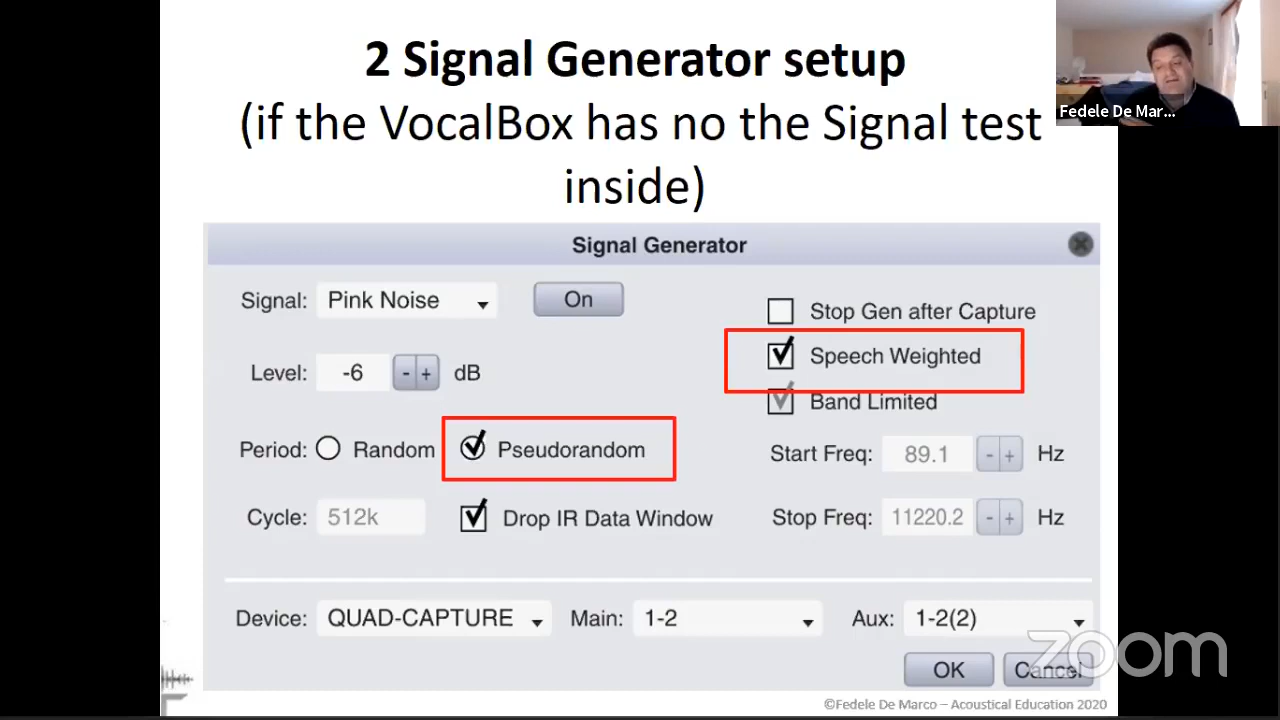 2 Signal Generator setup
(if the VocalBox has no the Signal test
inside)
Fedele De Mar...
Signal Generator
Signal: Pink Noise On
Stop Gen after Capture
Speech Weighted
Level: -6 - + dB
Band Limited
Period: Random Pseudorandom
Start Freq: 89.1 - + Hz
Cycle: 512k Drop IR Data Window
Stop Freq: 11220.2 - + Hz
Device: QUAD-CAPTURE Main: 1-2 Aux: 1-2(2)
OK Cancel
zoom
©Fedele De Marco – Acoustical Education 2020